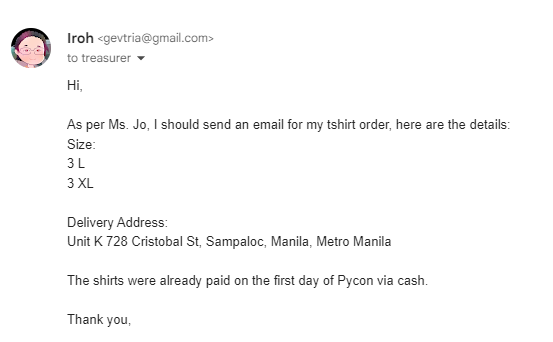 Iroh <gevtria@gmail.com>
to treasurer
Hi,
As per Ms. Jo, I should send an email for my tshirt order, here are the details:
Size:
3 L
3 XL
Delivery Address:
Unit K 728 Cristobal St, Sampaloc, Manila, Metro Manila
The shirts were already paid on the first day of Pycon via cash.
Thank you,